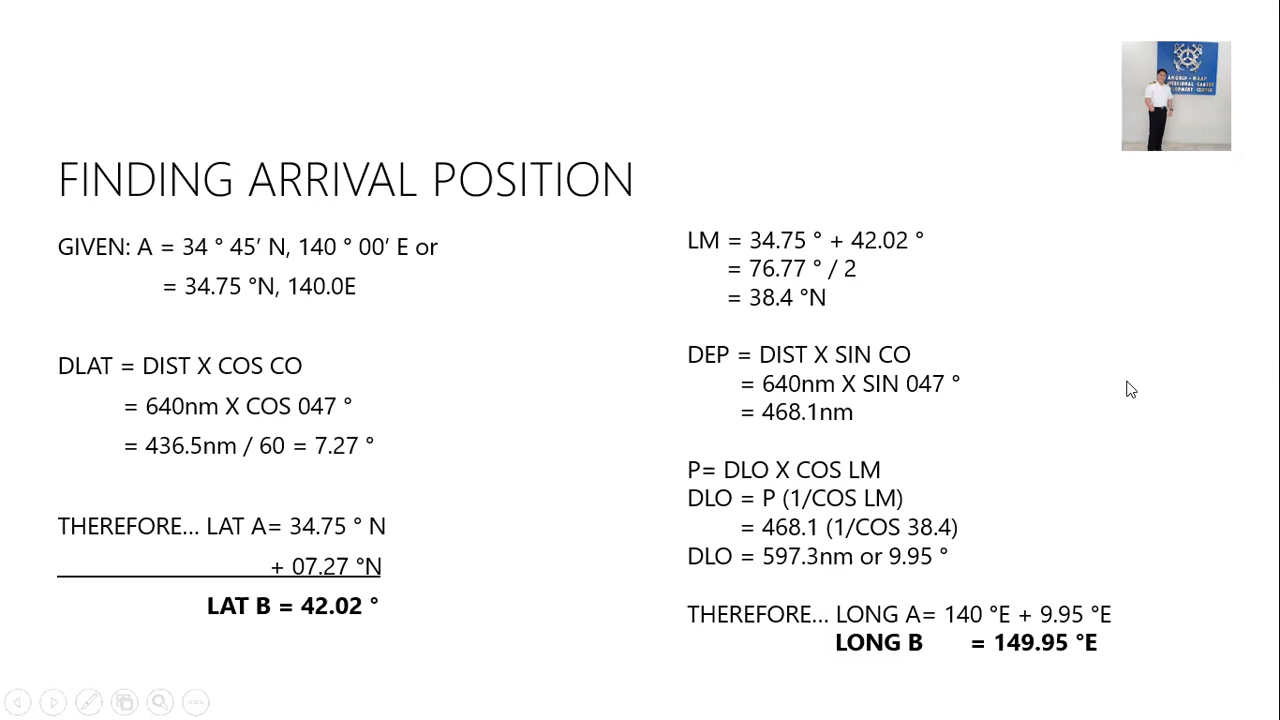 FINDING ARRIVAL POSITION
GIVEN: A = 34 ° 45’ N, 140 ° 00’ E or
= 34.75 °N, 140.0E
DLAT = DIST X COS CO
= 640nm X COS 047 °
= 436.5nm / 60 = 7.27 °
THEREFORE... LAT A= 34.75 ° N
+ 07.27 °N
LAT B = 42.02 °
LM = 34.75 ° + 42.02 °
= 76.77 ° / 2
= 38.4 °N
DEP = DIST X SIN CO
= 640nm X SIN 047 °
= 468.1nm
P= DLO X COS LM
DLO = P (1/COS LM)
= 468.1 (1/COS 38.4)
DLO = 597.3nm or 9.95 °
THEREFORE... LONG A= 140 °E + 9.95 °E
LONG B = 149.95 °E